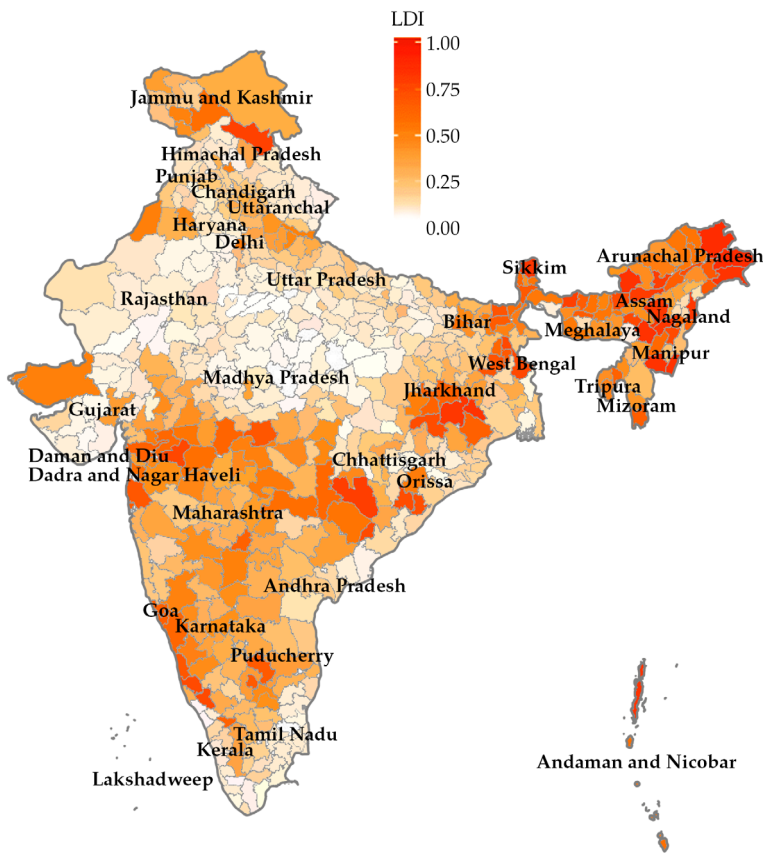 LDI
1.00
0.75
0.50
0.25
0.00
Jammu and Kashmir
Himachal Pradesh
Punjab
Chandigarh
Uttaranchal
Haryana
Delhi
Uttar Pradesh
Rajasthan
Sikkim
Arunachal Pradesh
Assam
Nagaland
Bihar
Meghalaya
Manipur
West Bengal
Madhya Pradesh
Jharkhand
Tripura
Mizoram
Gujarat
Daman and Diu
Dadra and Nagar Haveli
Chhattisgarh
Orissa
Maharashtra
Andhra Pradesh
Goa
Karnataka
Puducherry
Tamil Nadu
Kerala
Lakshadweep
Andaman and Nicobar